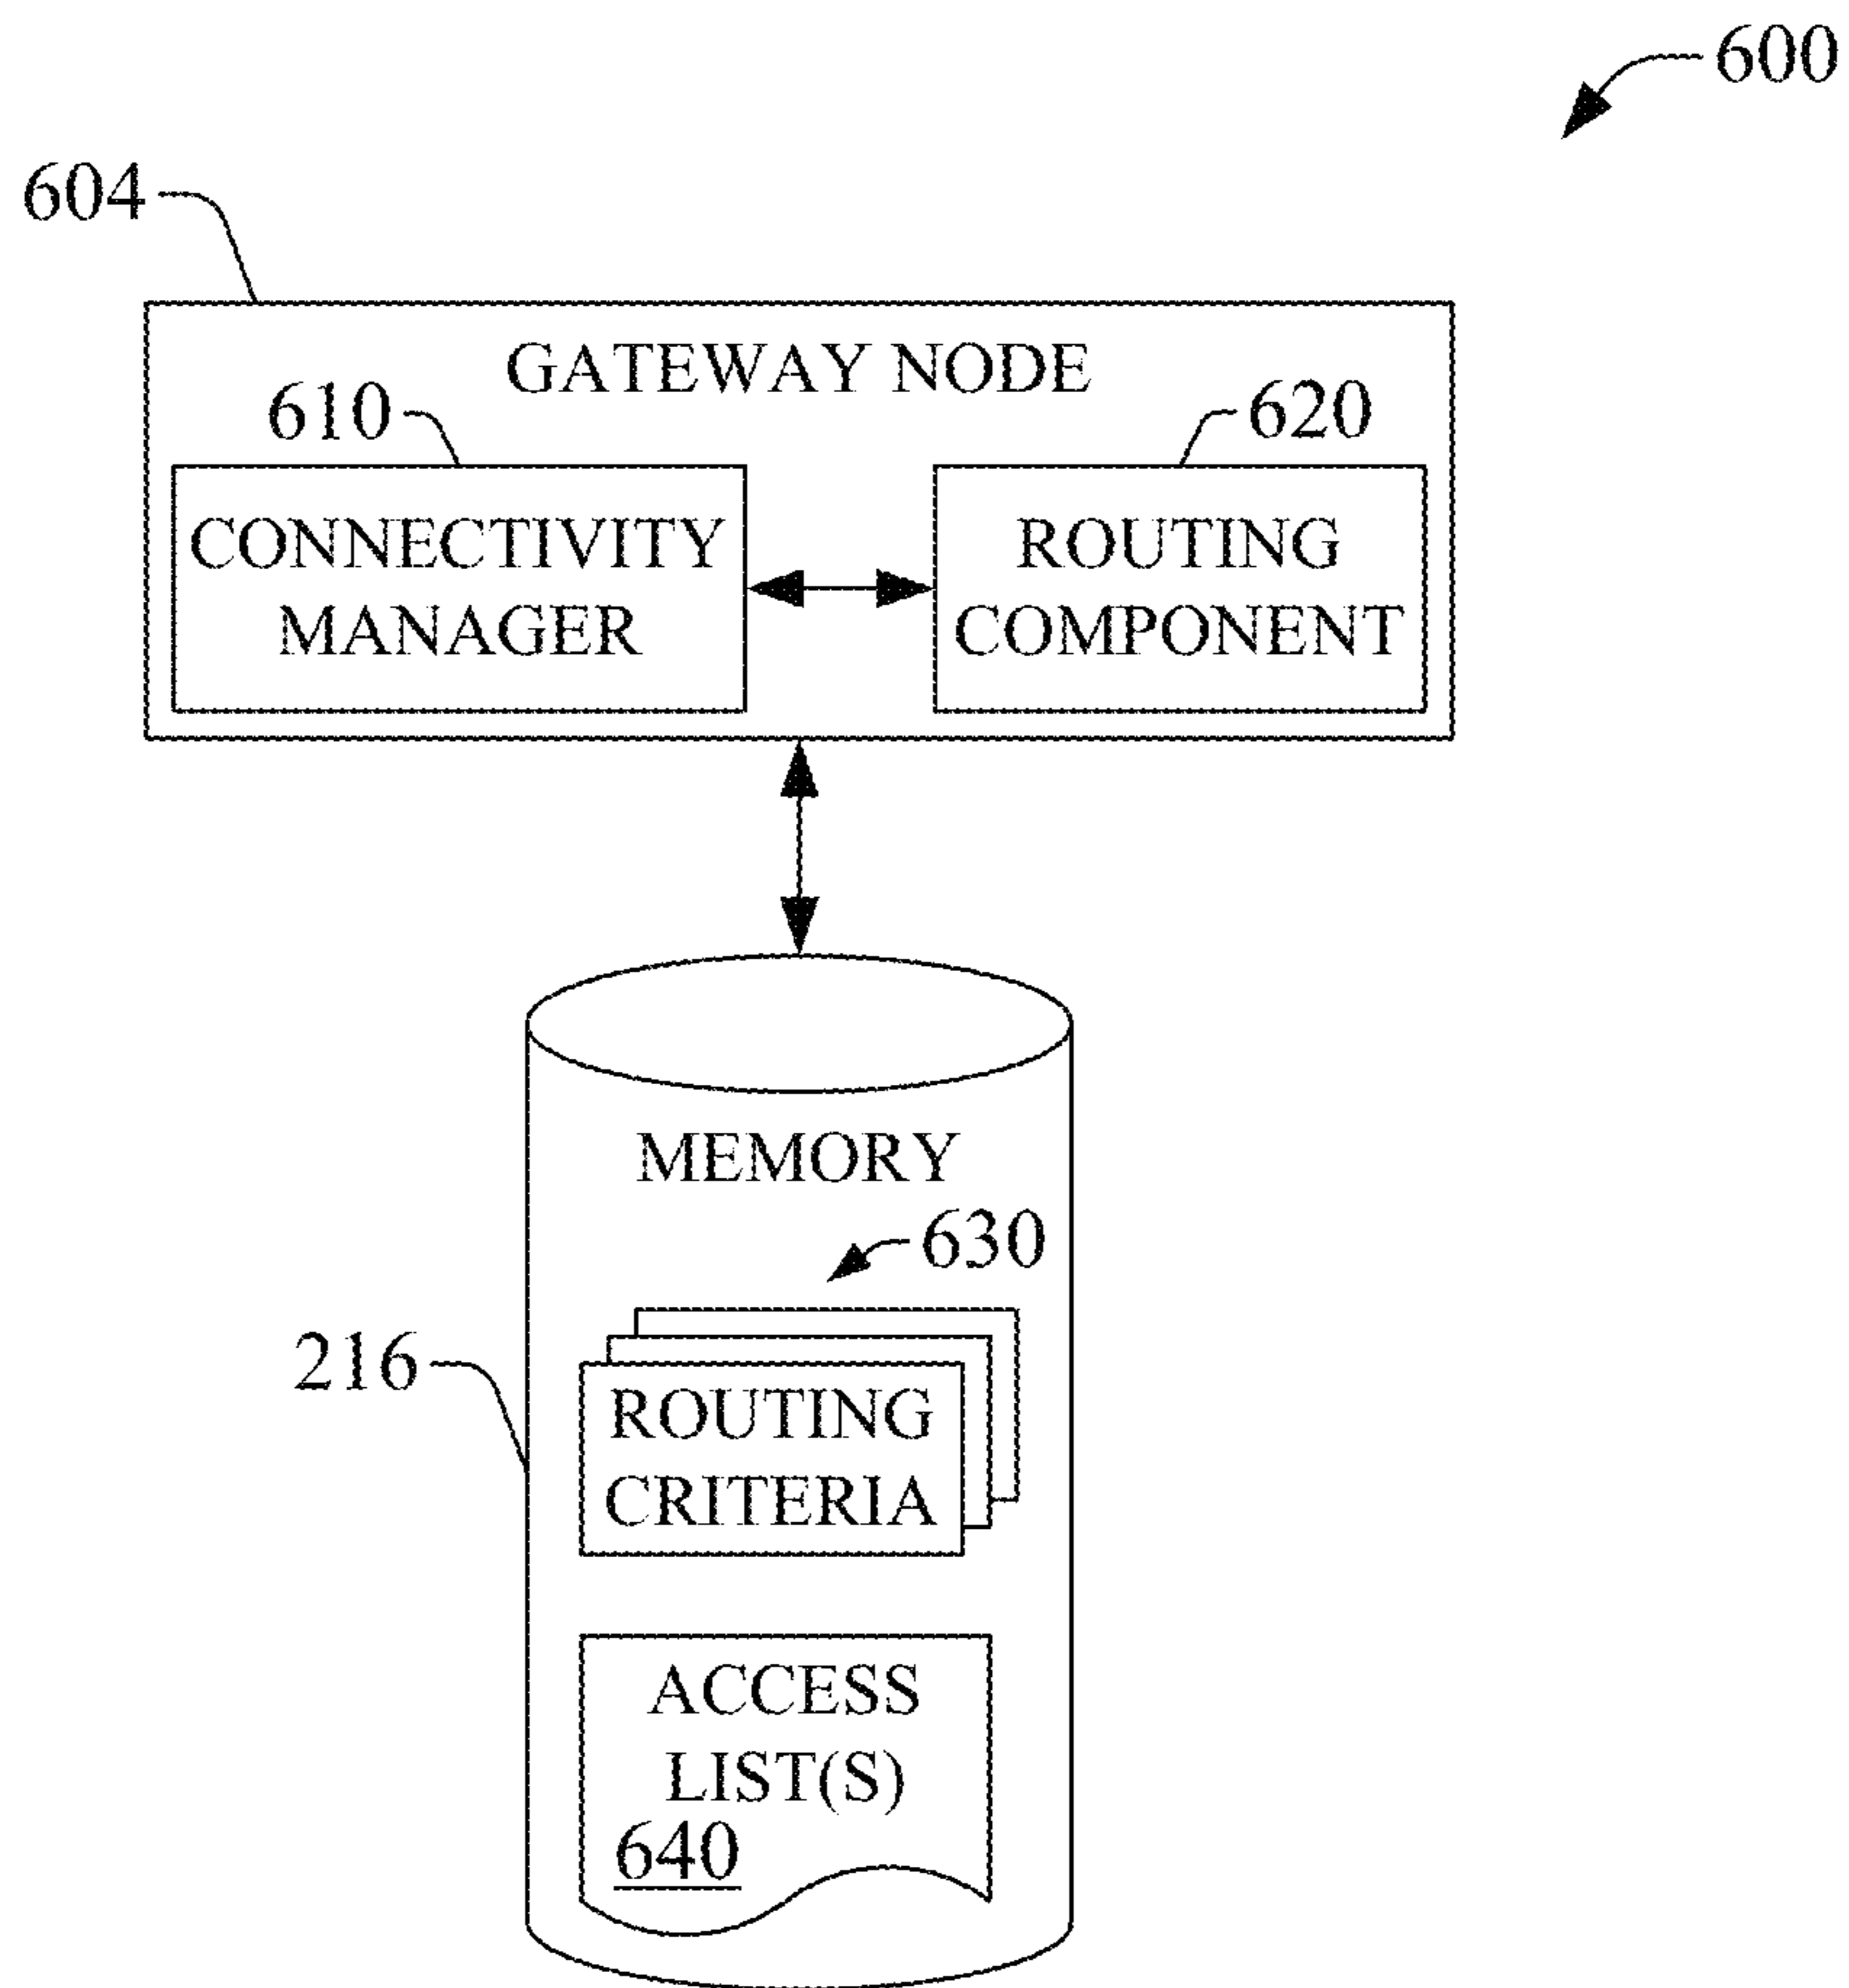 600
604
GATEWAY NODE
610
620
CONNECTIVITY
MANAGER
ROUTING
COMPONENT
MEMORY
630
216
ROUTING
CRITERIA
ACCESS
LIST(S)
640